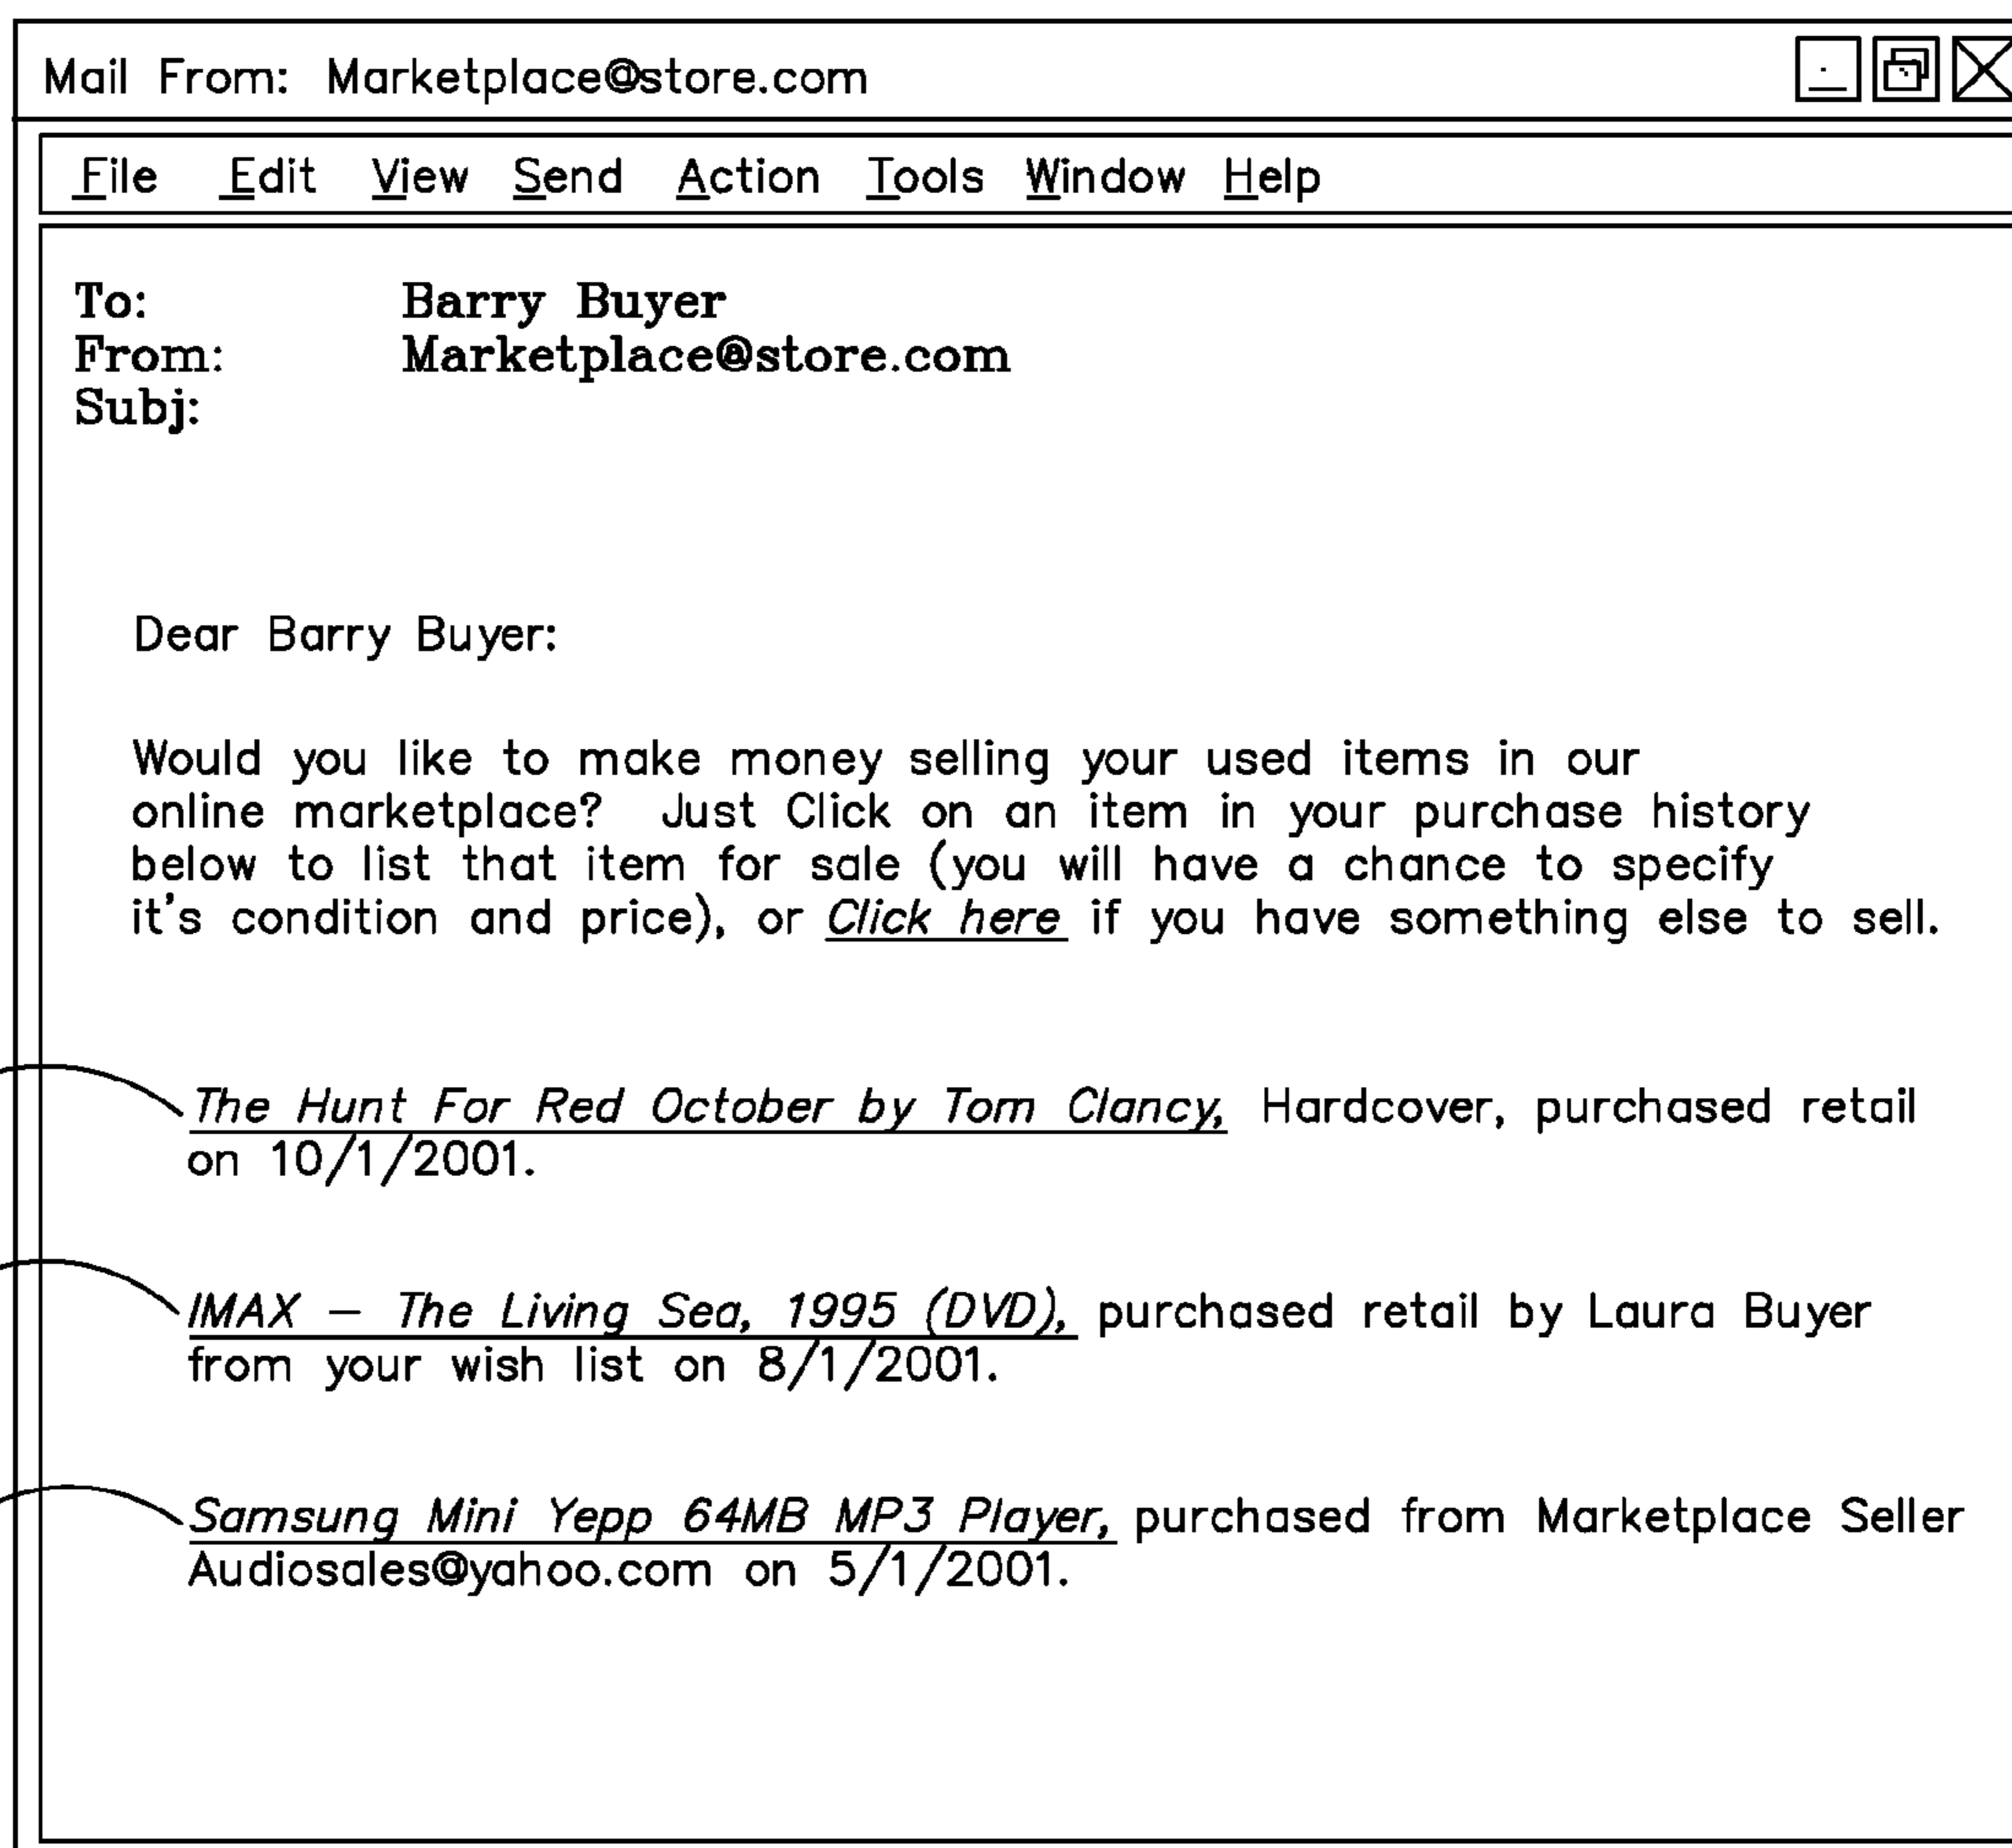 Mail From: Marketplace@store.com
File Edit View Send Action Tools Window Help
To: Barry Buyer
From: Marketplace@store.com
Subj:
Dear Barry Buyer:
Would you like to make money selling your used items in our
online marketplace? Just Click on an item in your purchase history
below to list that item for sale (you will have a chance to specify
it's condition and price), or Click here if you have something else to sell.
The Hunt For Red October by Tom Clancy, Hardcover, purchased retail
on 10/1/2001.
IMAX – The Living Sea, 1995 (DVD), purchased retail by Laura Buyer
from your wish list on 8/1/2001.
Samsung Mini Yepp 64MB MP3 Player, purchased from Marketplace Seller
Audiosales@yahoo.com on 5/1/2001.